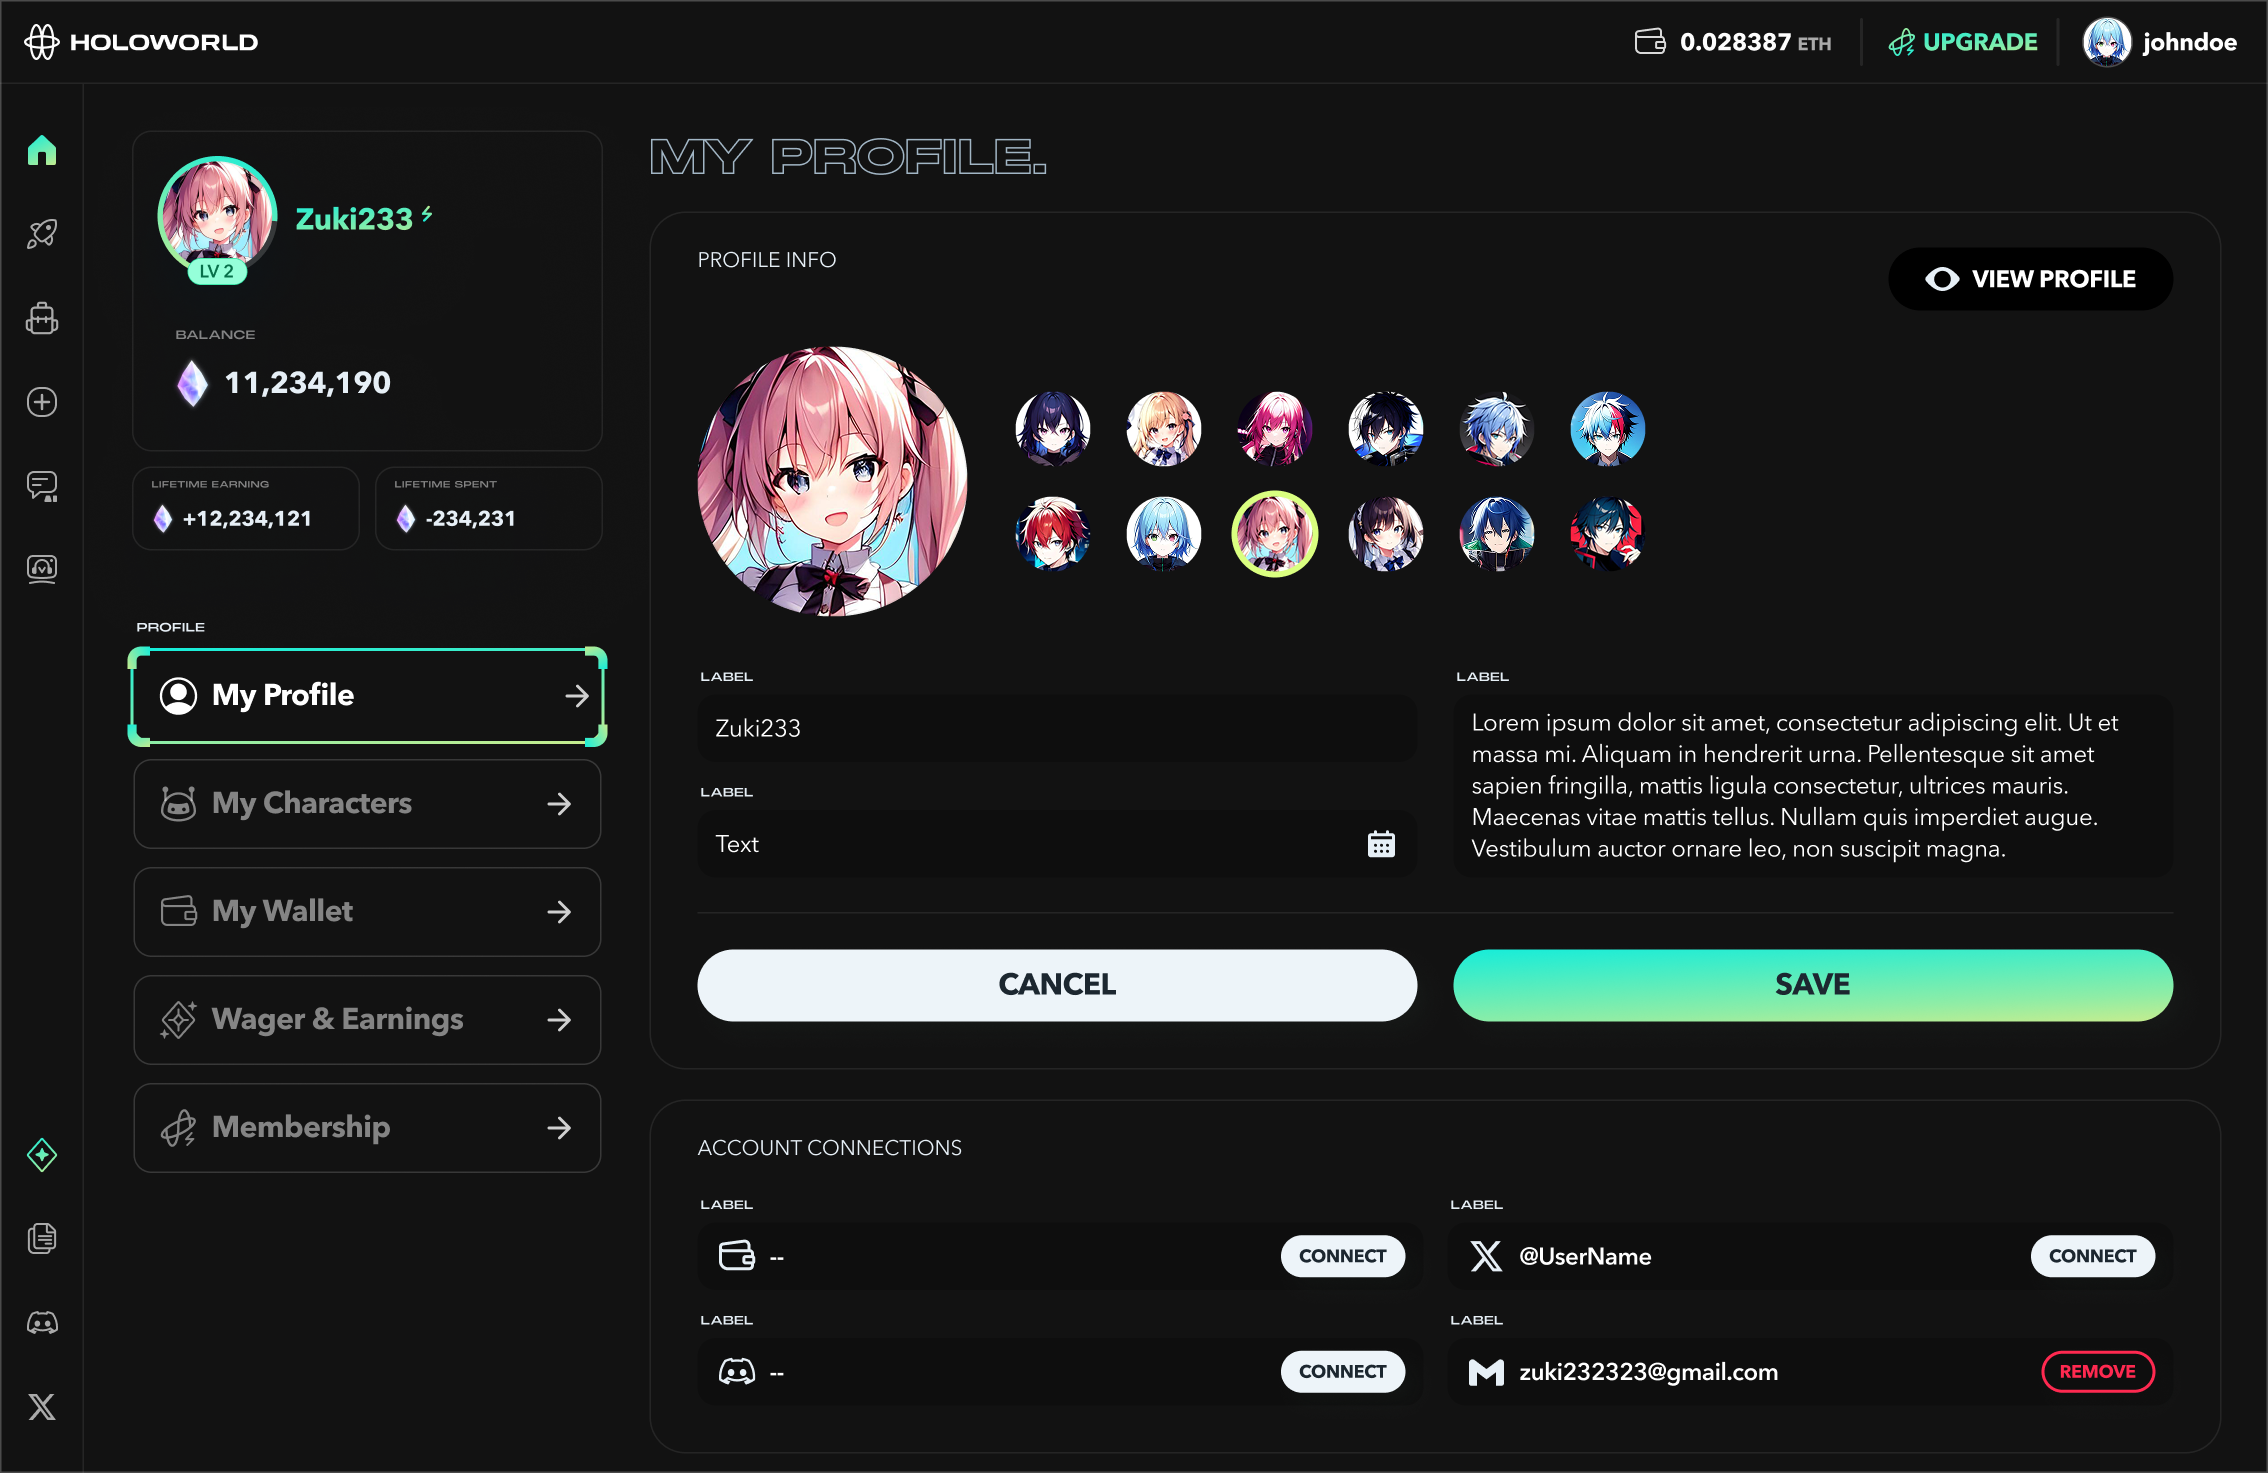 HOLOWORLD
0.028387 ETH
UPGRADE
johndoe
Zuki233
LV 2
BALANCE
11,234,190
LIFETIME EARNING
+12,234,121
LIFETIME SPENT
-234,231
PROFILE
My Profile
My Characters
My Wallet
Wager & Earnings
Membership
MY PROFILE.
PROFILE INFO
VIEW PROFILE
LABEL
Zuki233
LABEL
Text
LABEL
Lorem ipsum dolor sit amet, consectetur adipiscing elit. Ut et
massa mi. Aliquam in hendrerit urna. Pellentesque sit amet
sapien fringilla, mattis ligula consectetur, ultrices mauris.
Maecenas vitae mattis tellus. Nullam quis imperdiet augue.
Vestibulum auctor ornare leo, non suscipit magna.
CANCEL
SAVE
ACCOUNT CONNECTIONS
LABEL
--
CONNECT
LABEL
@UserName
CONNECT
LABEL
--
CONNECT
LABEL
zuki232323@gmail.com
REMOVE